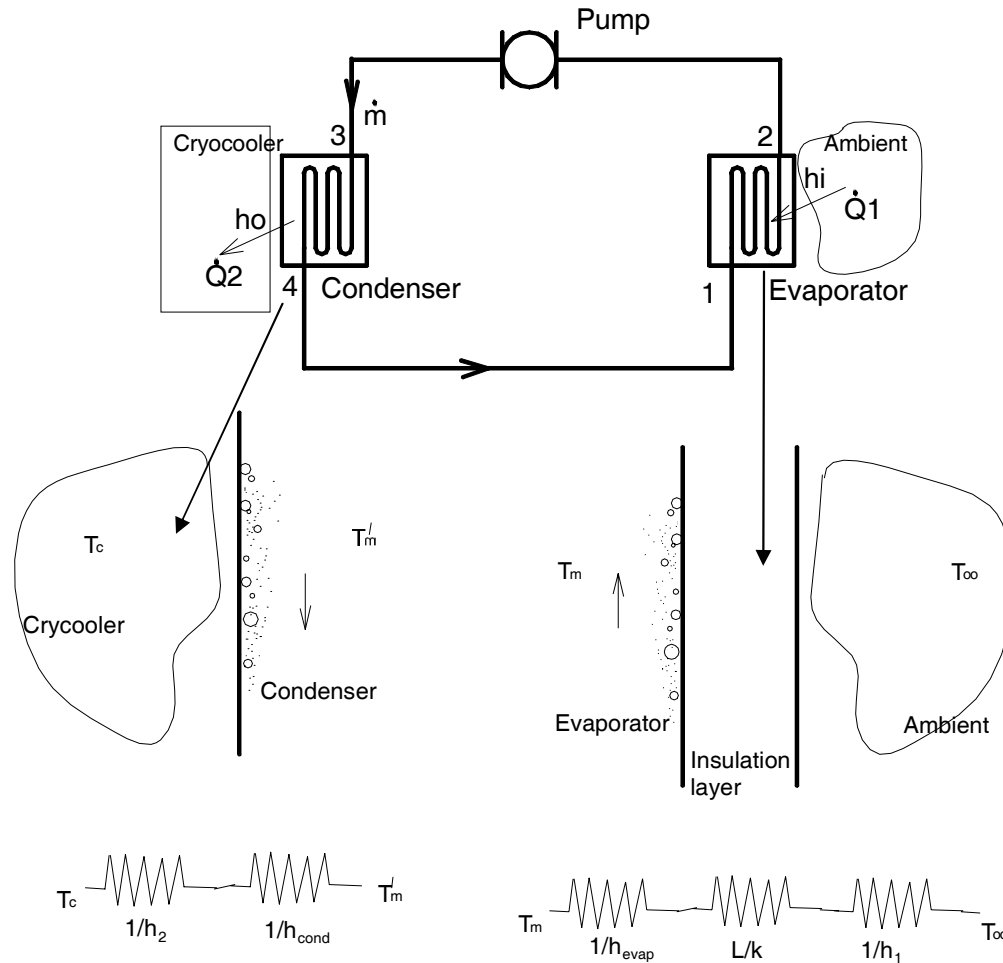 Pump
ṁ
3
2
Cryocooler
Ambient
hi
Q̇1
ho
Q̇2
4
Condenser
1
Evaporator
Tc
T′m
Tm
T∞
Crycooler
Condenser
Evaporator
Ambient
Insulation
layer
Tc
T′m
1/h2
1/hcond
Tm
T∞
1/hevap
L/k
1/h1